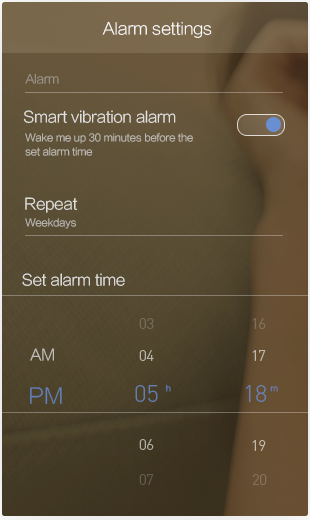 Alarm settings
Alarm
Smart vibration alarm
Wake me up 30 minutes before the
set alarm time
Repeat
Weekdays
Set alarm time
03 16
AM 04 17
PM 05 h 18 m
06 19
07 20